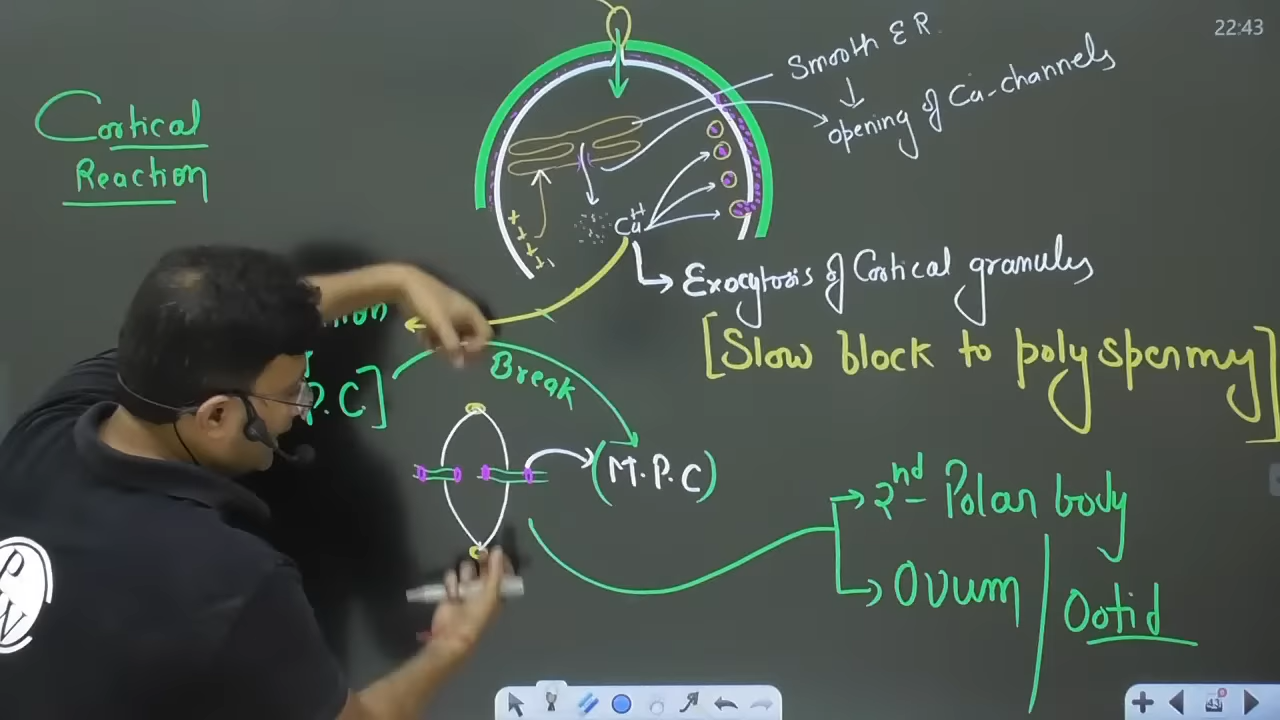 22:43
Smooth E R.
Cortical
Reaction
opening of Ca-channels
Ca++
Exocytosis of Cortical granules
[Slow block to polyspermy]
P.C.]
Break
(M.P.C)
2nd Polar body
Ovum / Ootid
PW